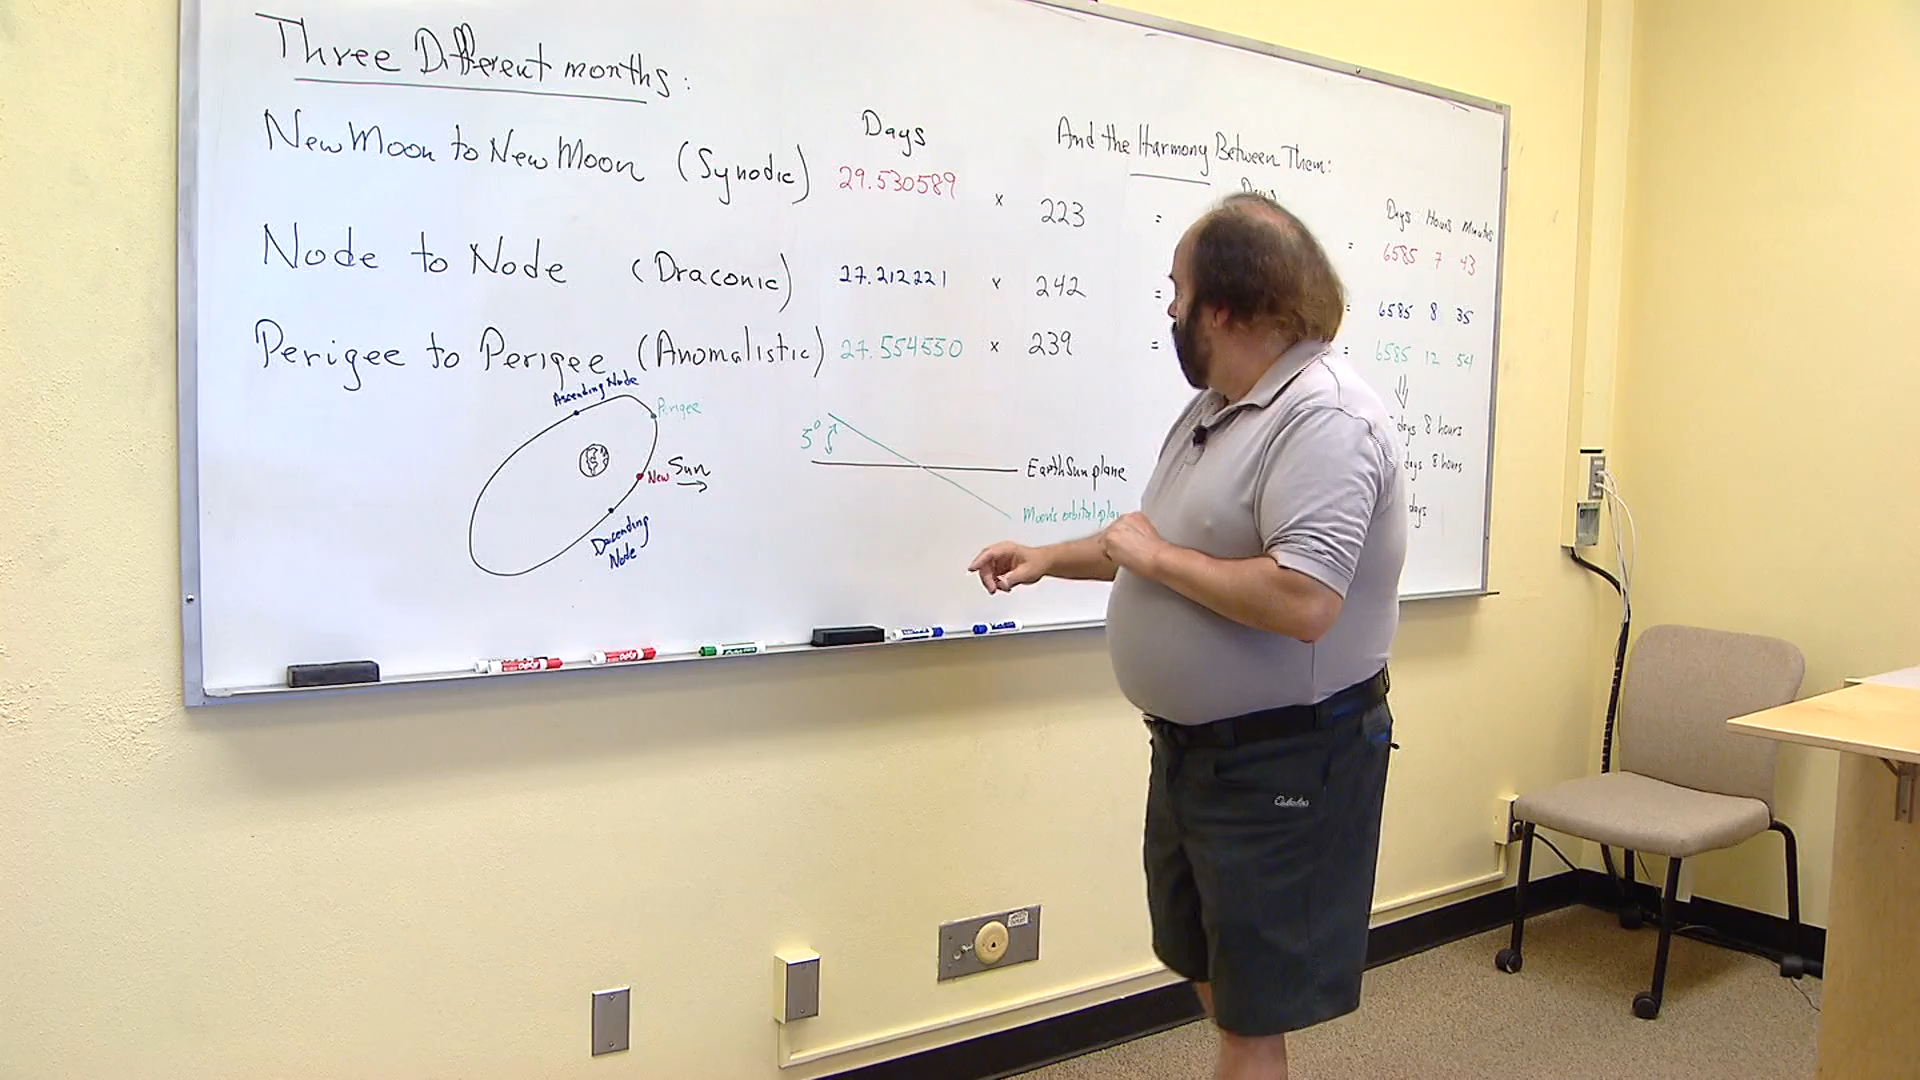 Three Different months:
Days
And the Harmony Between Them:
New Moon to New Moon (Synodic) 29.530589 × 223 =
Days Hours Minutes
= 6585 7 43
Node to Node (Draconic) 27.212221 × 242 =
= 6585 8 35
Perigee to Perigee (Anomalistic) 27.554550 × 239 =
= 6585 12 54
Ascending Node
Perigee
New
Sun
Descending
Node
5°
Earth Sun plane
Moon's orbital
days 8 hours
days 8 hours
days